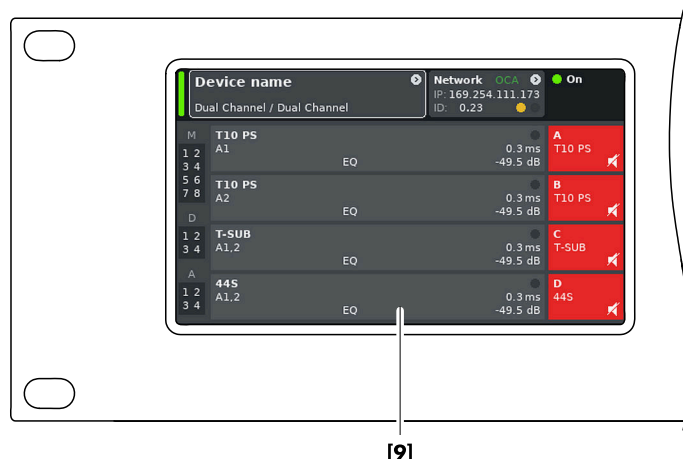 Device name
Dual Channel / Dual Channel
Network OCA
IP: 169.254.111.173
ID: 0.23
On
M
1 2
3 4
5 6
7 8
D
1 2
3 4
A
1 2
3 4
T10 PS
A1
0.3 ms
EQ
-49.5 dB
A
T10 PS
T10 PS
A2
0.3 ms
EQ
-49.5 dB
B
T10 PS
T-SUB
A1,2
0.3 ms
EQ
-49.5 dB
C
T-SUB
44S
A1,2
0.3 ms
EQ
-49.5 dB
D
44S
[9]